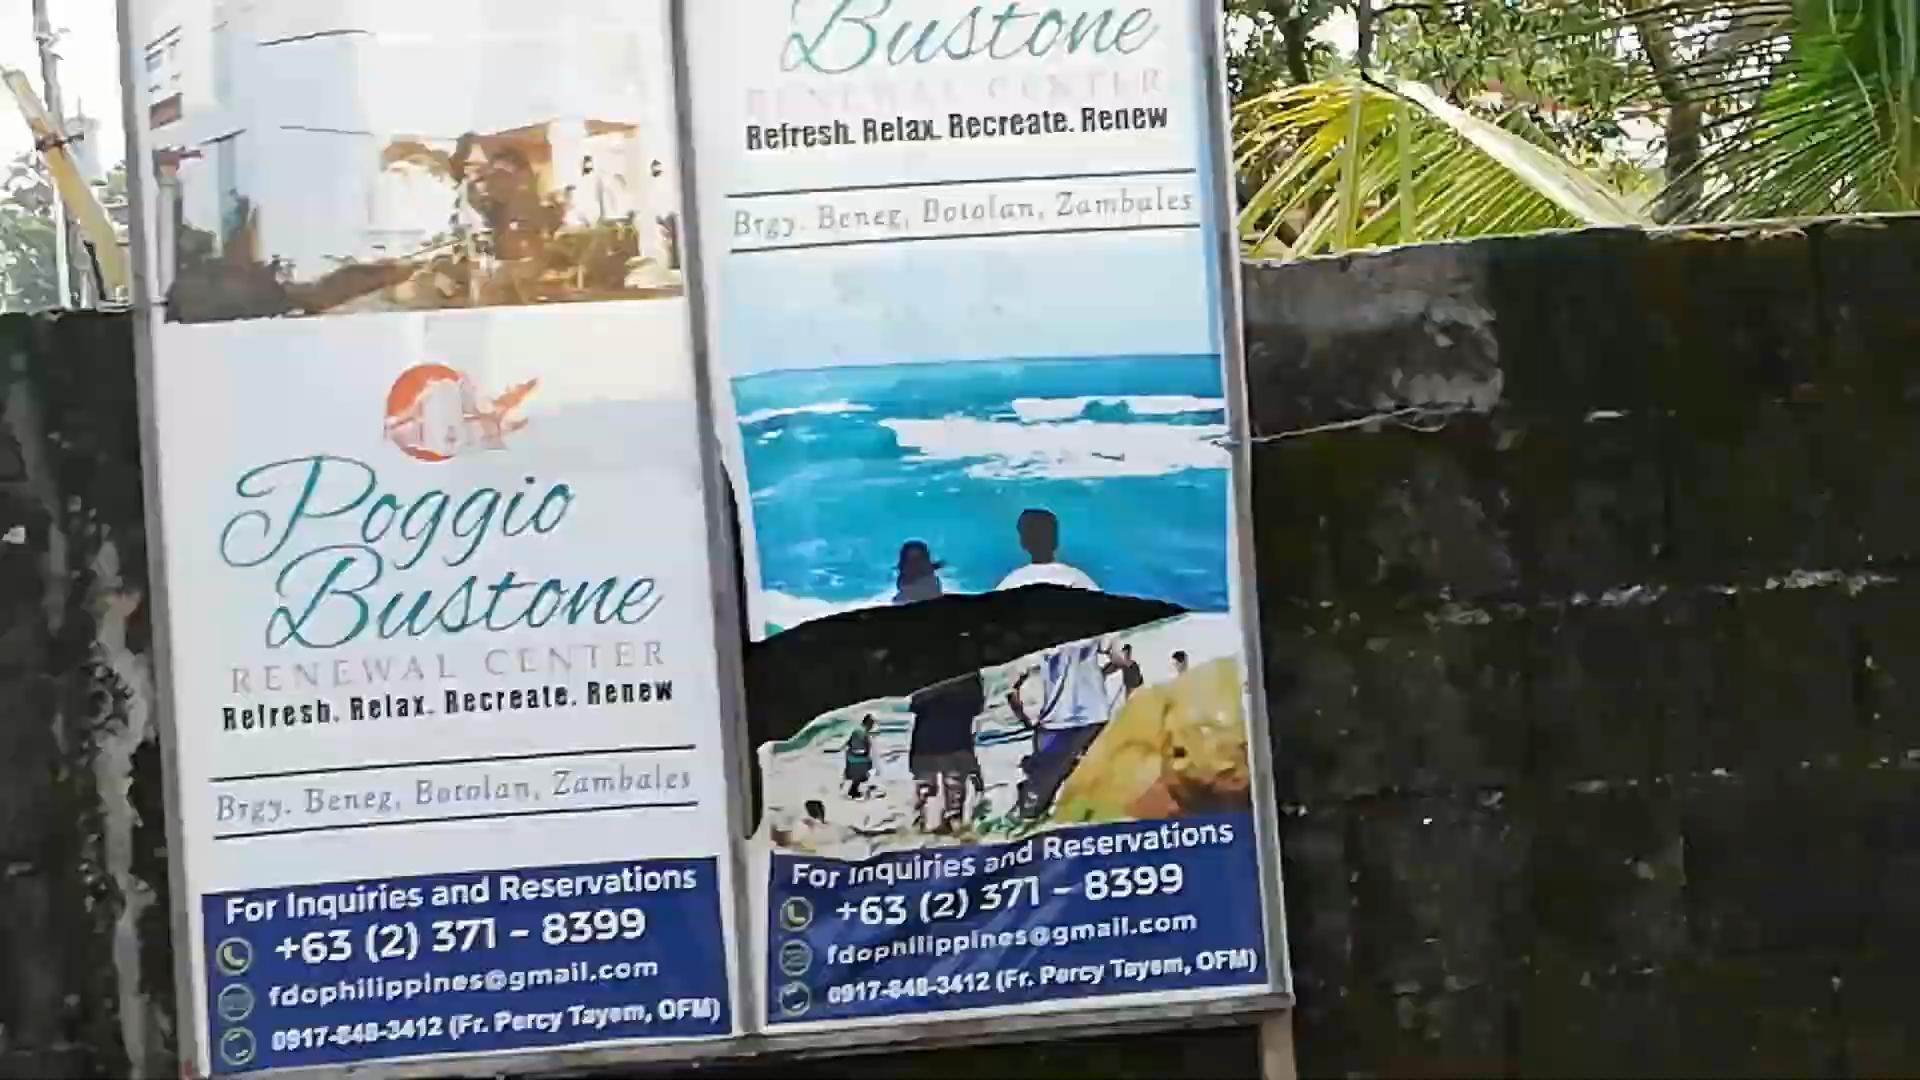 Poggio
Bustone
RENEWAL CENTER
Refresh. Relax. Recreate. Renew
Brgy. Beneg, Botolan, Zambales
For Inquiries and Reservations
+63 (2) 371 - 8399
fdophilippines@gmail.com
0917-848-3412 (Fr. Percy Tayem, OFM)
Bustone
RENEWAL CENTER
Refresh. Relax. Recreate. Renew
Brgy. Beneg, Botolan, Zambales
For Inquiries and Reservations
+63 (2) 371 - 8399
fdophilippines@gmail.com
0917-848-3412 (Fr. Percy Tayem, OFM)